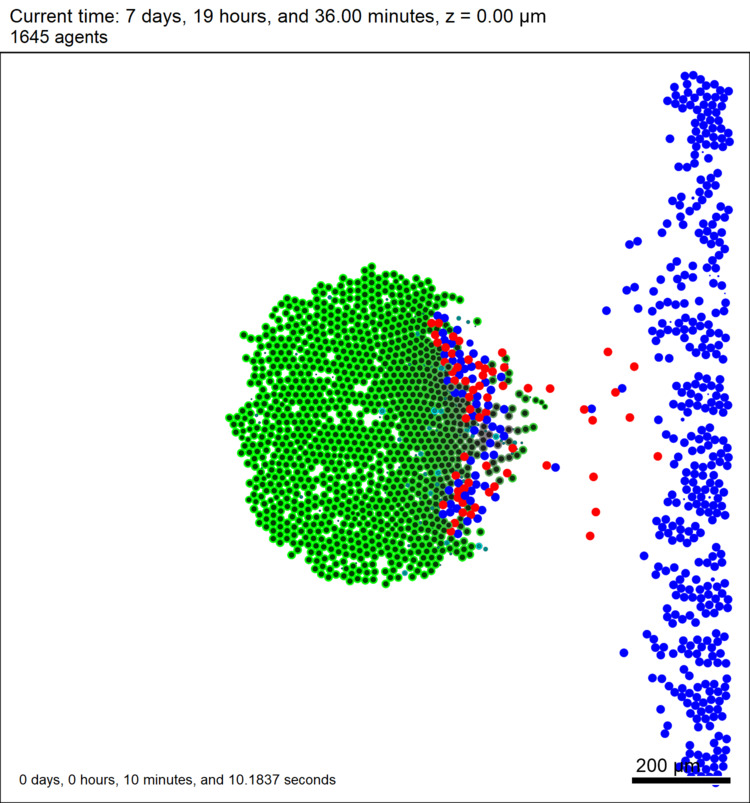 Current time: 7 days, 19 hours, and 36.00 minutes, z = 0.00 μm
1645 agents
200 μm
0 days, 0 hours, 10 minutes, and 10.1837 seconds